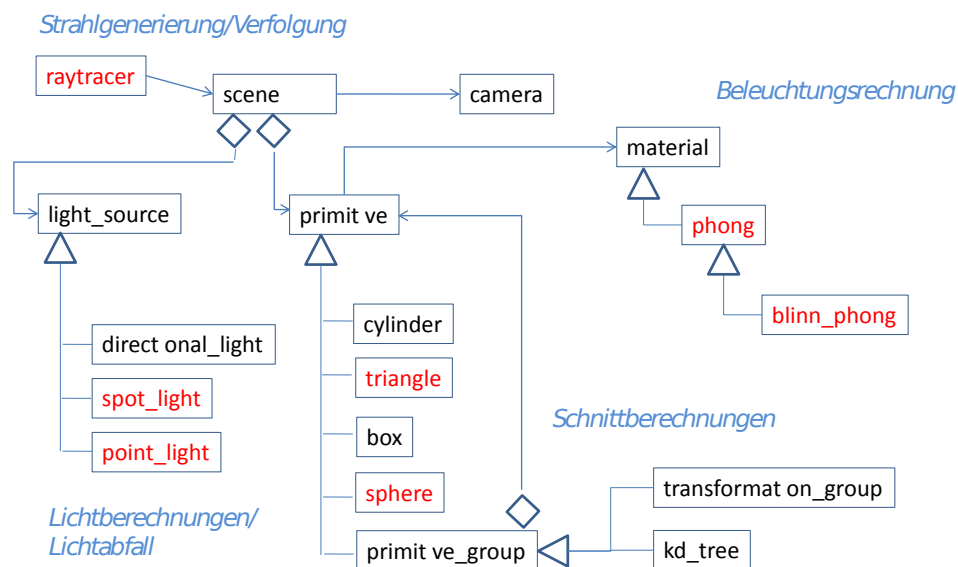 Strahlgenerierung/Verfolgung
raytracer
scene
camera
Beleuchtungsrechnung
material
light_source
primit ve
phong
blinn_phong
cylinder
direct onal_light
triangle
spot_light
Schnittberechnungen
box
point_light
sphere
transformat on_group
Lichtberechnungen/
Lichtabfall
primit ve_group
kd_tree